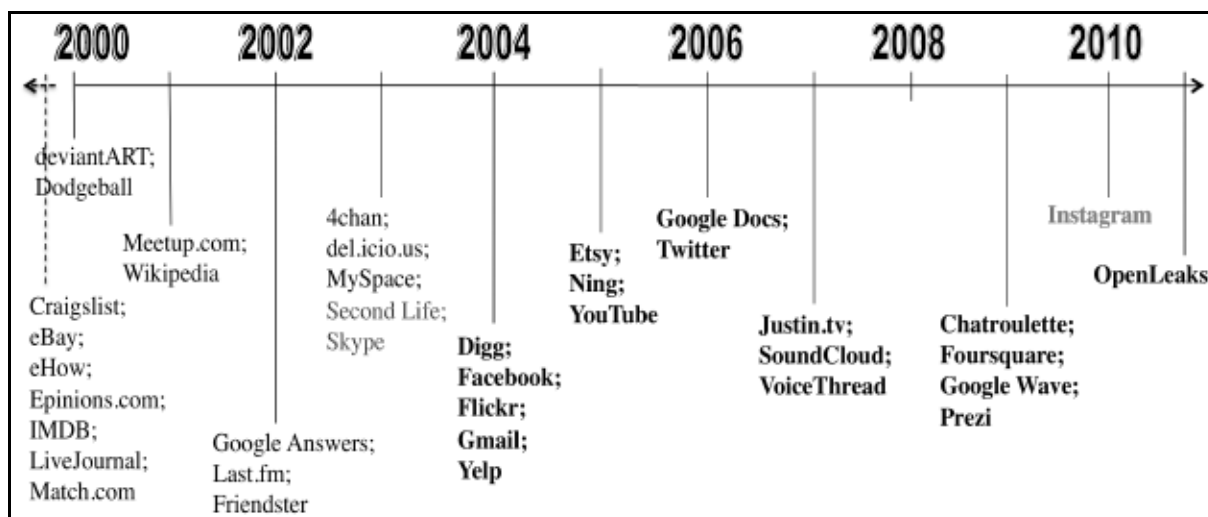 2000 2002 2004 2006 2008 2010
deviantART;
Dodgeball
Meetup.com;
Wikipedia
Craigslist;
eBay;
eHow;
Epinions.com;
IMDB;
LiveJournal;
Match.com
Google Answers;
Last.fm;
Friendster
4chan;
del.icio.us;
MySpace;
Second Life;
Skype
Digg;
Facebook;
Flickr;
Gmail;
Yelp
Etsy;
Ning;
YouTube
Google Docs;
Twitter
Justin.tv;
SoundCloud;
VoiceThread
Chatroulette;
Foursquare;
Google Wave;
Prezi
Instagram
OpenLeaks